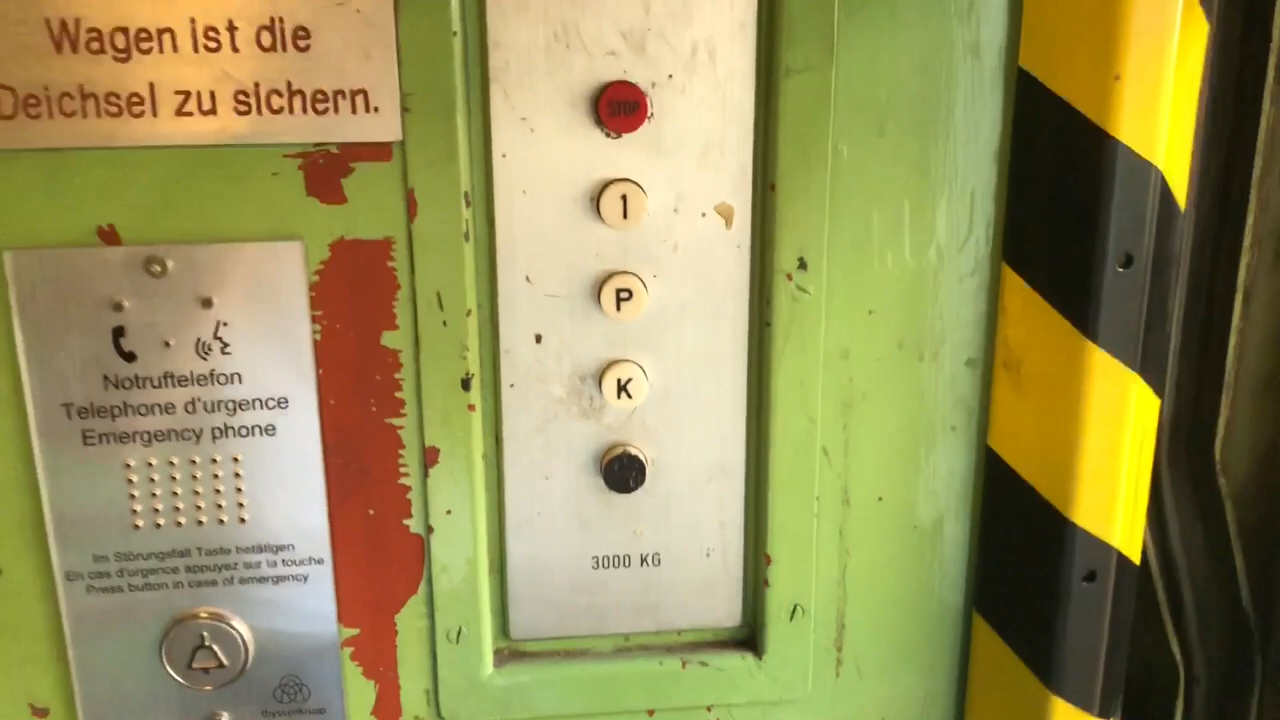 Wagen ist die
Deichsel zu sichern.
STOP
1
P
K
3000 KG
Notruftelefon
Telephone d'urgence
Emergency phone
Im Störungsfall Taste betätigen
En cas d'urgence appuyez sur la touche
Press button in case of emergency
thyssenkrupp